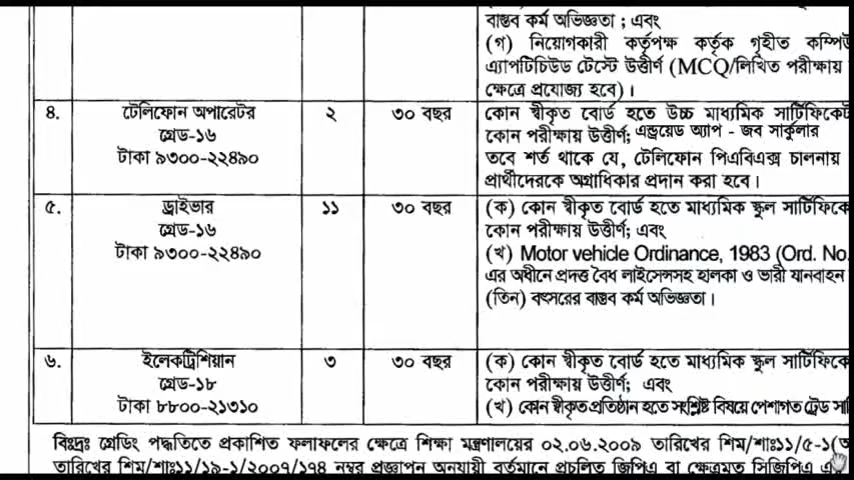 বাস্তব কর্ম অভিজ্ঞতা ; এবং
(গ) নিয়োগকারী কর্তৃপক্ষ কর্তৃক গৃহীত কম্পিউ
এ্যাপটিচিউড টেস্টে উত্তীর্ণ (MCQ/লিখিত পরীক্ষায়
ক্ষেত্রে প্রযোজ্য হবে)।
৪. টেলিফোন অপারেটর ২ ৩০ বছর কোন স্বীকৃত বোর্ড হতে উচ্চ মাধ্যমিক সার্টিফিকেট
গ্রেড-১৬ কোন পরীক্ষায় উত্তীর্ণ; এন্ড্রয়েড অ্যাপ - জব সার্কুলার
টাকা ৯৩০০-২২৪৯০ তবে শর্ত থাকে যে, টেলিফোন পিএবিএক্স চালনায়
প্রার্থীদেরকে অগ্রাধিকার প্রদান করা হবে।
৫. ড্রাইভার ১১ ৩০ বছর (ক) কোন স্বীকৃত বোর্ড হতে মাধ্যমিক স্কুল সার্টিফিকে
গ্রেড-১৬ কোন পরীক্ষায় উত্তীর্ণ; এবং
টাকা ৯৩০০-২২৪৯০ (খ) Motor vehicle Ordinance, 1983 (Ord. No.
এর অধীনে প্রদত্ত বৈধ লাইসেন্সসহ হালকা ও ভারী যানবাহন
(তিন) বৎসরের বাস্তব কর্ম অভিজ্ঞতা।
৬. ইলেকট্রিশিয়ান ৩ ৩০ বছর (ক) কোন স্বীকৃত বোর্ড হতে মাধ্যমিক স্কুল সার্টিফিকে
গ্রেড-১৮ কোন পরীক্ষায় উত্তীর্ণ; এবং
টাকা ৮৮০০-২১৩১০ (খ) কোন স্বীকৃত প্রতিষ্ঠান হতে সংশ্লিষ্ট বিষয়ে পেশাগত ট্রেড সা
বিঃদ্রঃ গ্রেডিং পদ্ধতিতে প্রকাশিত ফলাফলের ক্ষেত্রে শিক্ষা মন্ত্রণালয়ের ০২.০৬.২০০৯ তারিখের শিম/শাঃ১১/৫-১(অ
তারিখের শিম/শাঃ১১/১৯-১/২০০৭/১৭৪ নম্বর প্রজ্ঞাপন অনুযায়ী বর্তমানে প্রচলিত জিপিএ বা ক্ষেত্রমত সিজিপিএ